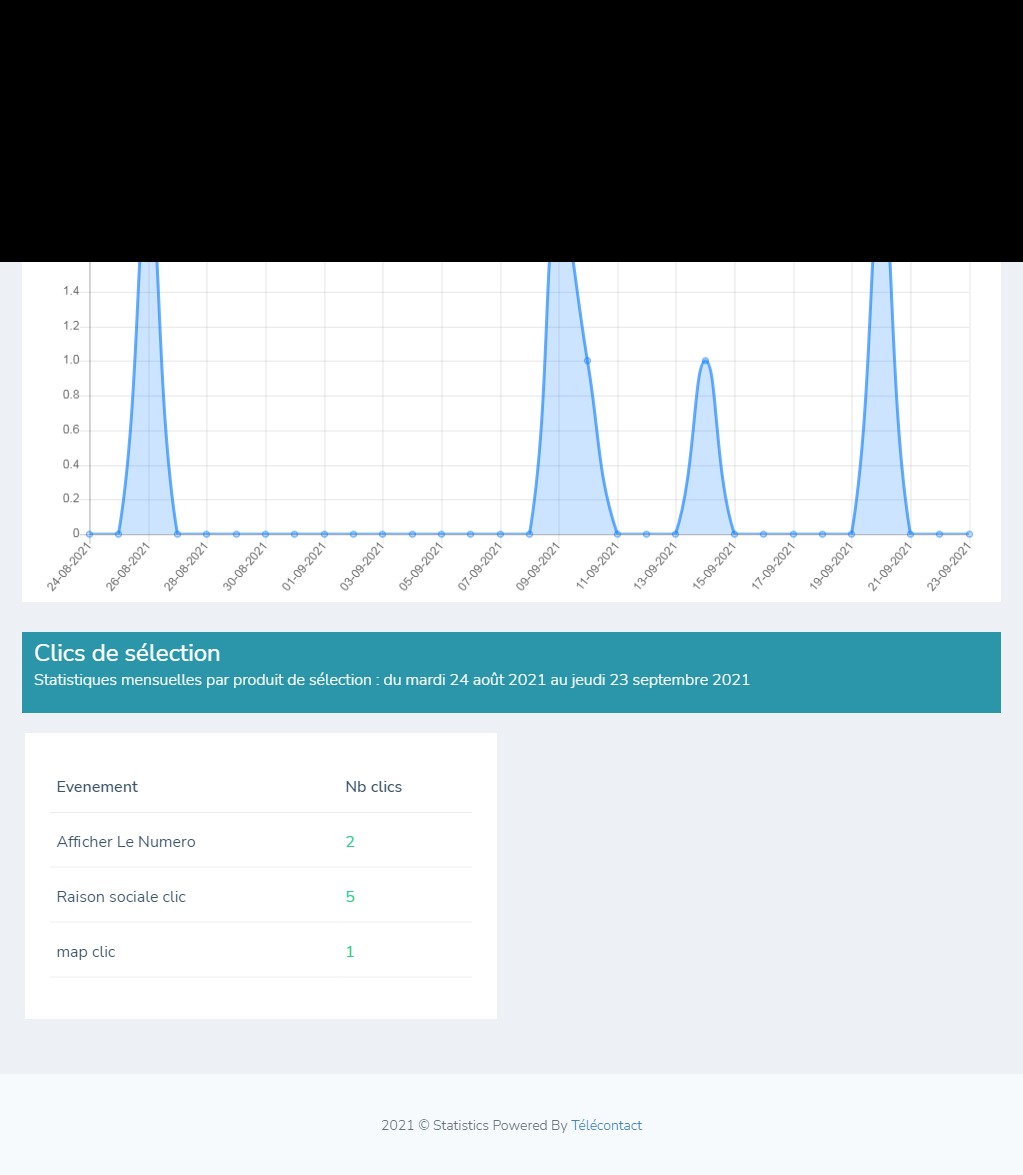 1.4
1.2
1.0
0.8
0.6
0.4
0.2
0
24-08-2021 26-08-2021 28-08-2021 30-08-2021 01-09-2021 03-09-2021 05-09-2021 07-09-2021 09-09-2021 11-09-2021 13-09-2021 15-09-2021 17-09-2021 19-09-2021 21-09-2021 23-09-2021
Clics de sélection
Statistiques mensuelles par produit de sélection : du mardi 24 août 2021 au jeudi 23 septembre 2021
Evenement Nb clics
Afficher Le Numero 2
Raison sociale clic 5
map clic 1
2021 © Statistics Powered By Télécontact